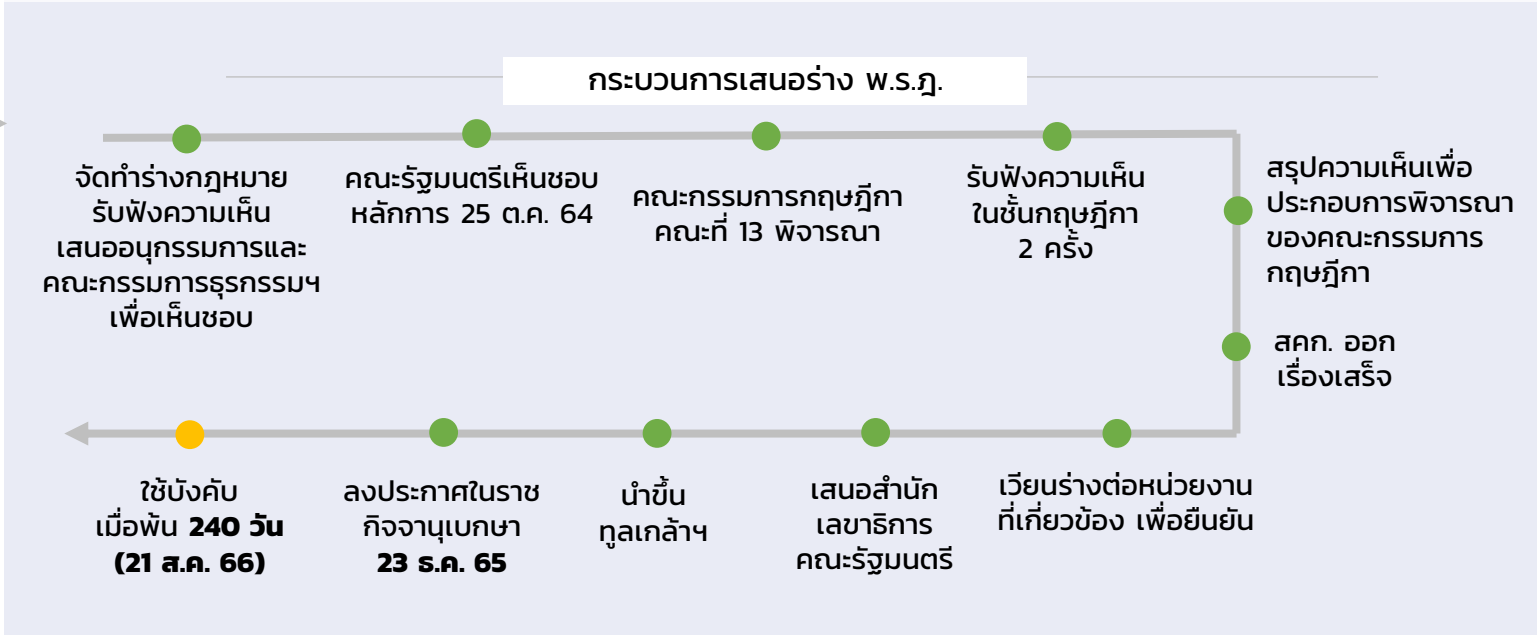 กระบวนการเสนอร่าง พ.ร.ฎ.
จัดทำร่างกฎหมาย
รับฟังความเห็น
เสนออนุกรรมการและ
คณะกรรมการธุรกรรมฯ
เพื่อเห็นชอบ
คณะรัฐมนตรีเห็นชอบ
หลักการ 25 ต.ค. 64
คณะกรรมการกฤษฎีกา
คณะที่ 13 พิจารณา
รับฟังความเห็น
ในชั้นกฤษฎีกา
2 ครั้ง
สรุปความเห็นเพื่อ
ประกอบการพิจารณา
ของคณะกรรมการ
กฤษฎีกา
สคก. ออก
เรื่องเสร็จ
เวียนร่างต่อหน่วยงาน
ที่เกี่ยวข้อง เพื่อยืนยัน
เสนอสำนัก
เลขาธิการ
คณะรัฐมนตรี
นำขึ้น
ทูลเกล้าฯ
ลงประกาศในราช
กิจจานุเบกษา
23 ธ.ค. 65
ใช้บังคับ
เมื่อพ้น 240 วัน
(21 ส.ค. 66)